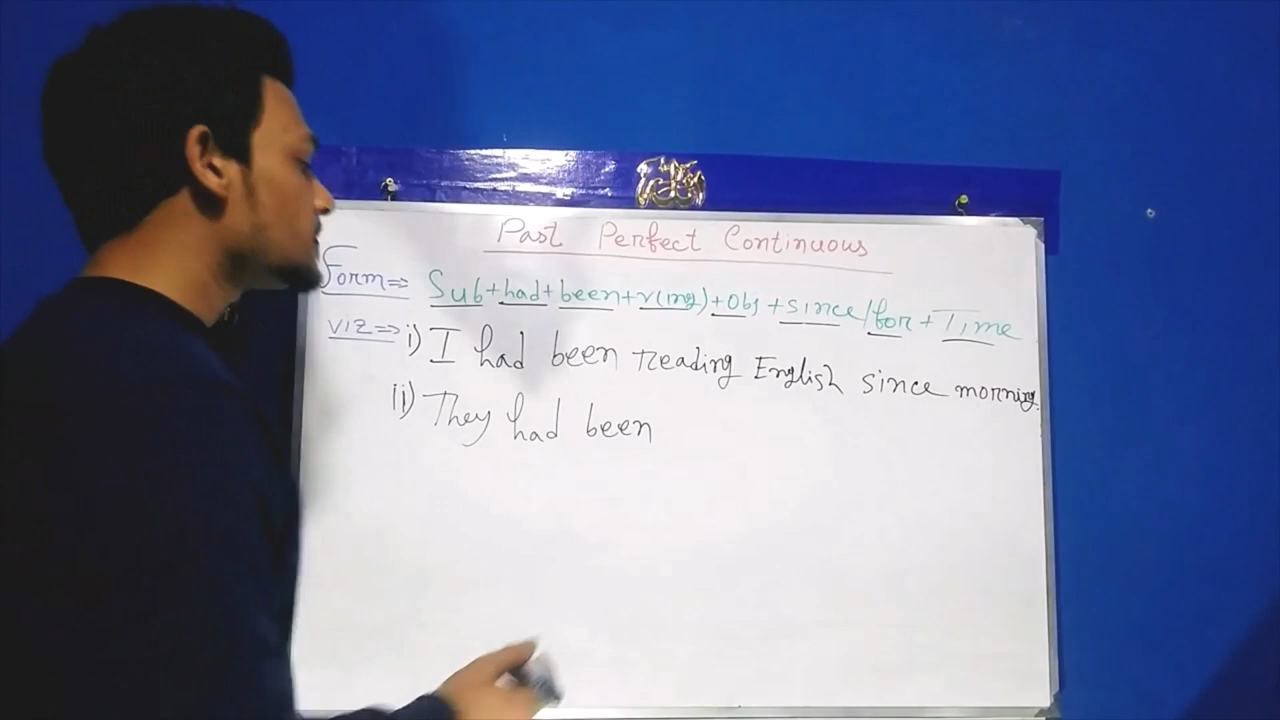 Past Perfect Continuous
Form=> Sub+had+been+v(ing)+Obj+since/for+Time
viz=> i) I had been reading English since morning.
ii) They had been